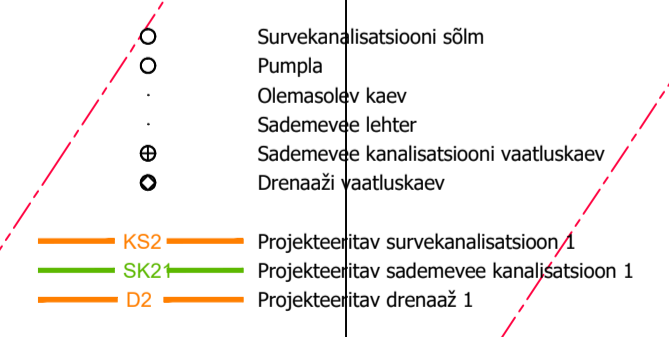 Survekanalisatsiooni sõlm
Pumpla
Olemasolev kaev
Sademevee lehter
Sademevee kanalisatsiooni vaatluskaev
Drenaaži vaatluskaev
KS2 Projekteeritav survekanalisatsioon 1
SK21 Projekteeritav sademevee kanalisatsioon 1
D2 Projekteeritav drenaaž 1